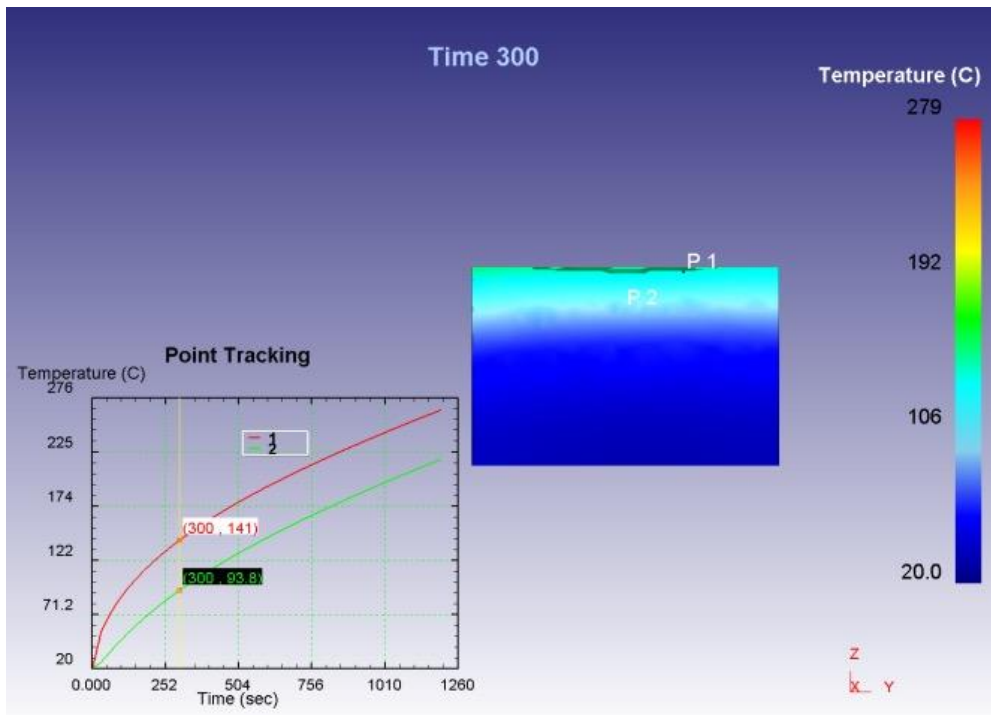 Time 300
Temperature (C)
279
192
106
20.0
P 1
P 2
Point Tracking
Temperature (C)
276
225
174
122
71.2
20
1
2
(300 , 141)
(300 , 93.8)
0.000 252 504 756 1010 1260
Time (sec)
Z
X Y